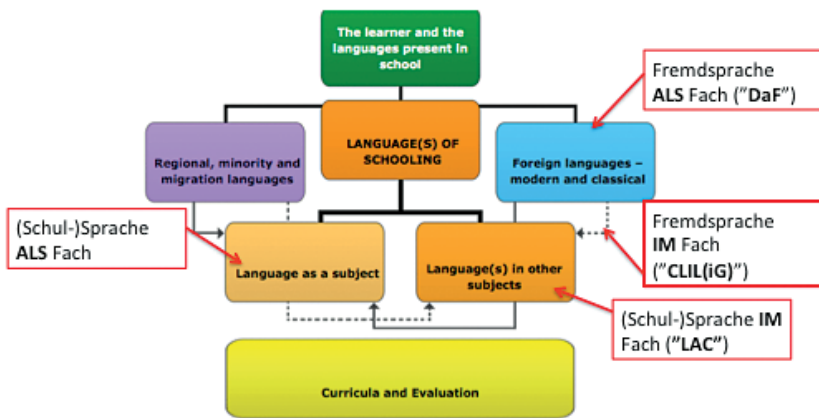 The learner and the
languages present in
school
Fremdsprache
ALS Fach ("DaF")
LANGUAGE(S) OF
SCHOOLING
Regional, minority and
migration languages
Foreign languages –
modern and classical
(Schul-)Sprache
ALS Fach
Fremdsprache
IM Fach
("CLIL(iG)")
Language as a subject
Language(s) in other
subjects
(Schul-)Sprache IM
Fach ("LAC")
Curricula and Evaluation